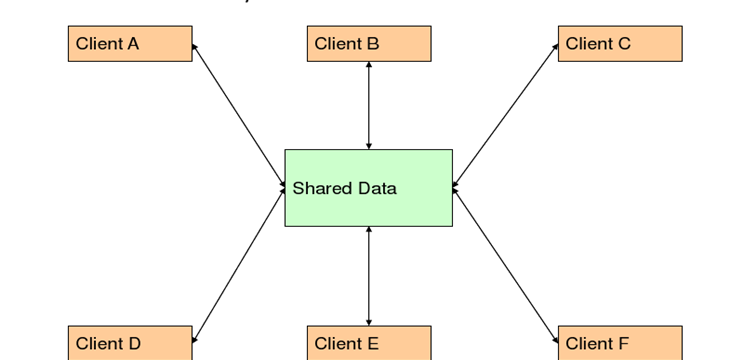 Client A
Client B
Client C
Shared Data
Client D
Client E
Client F